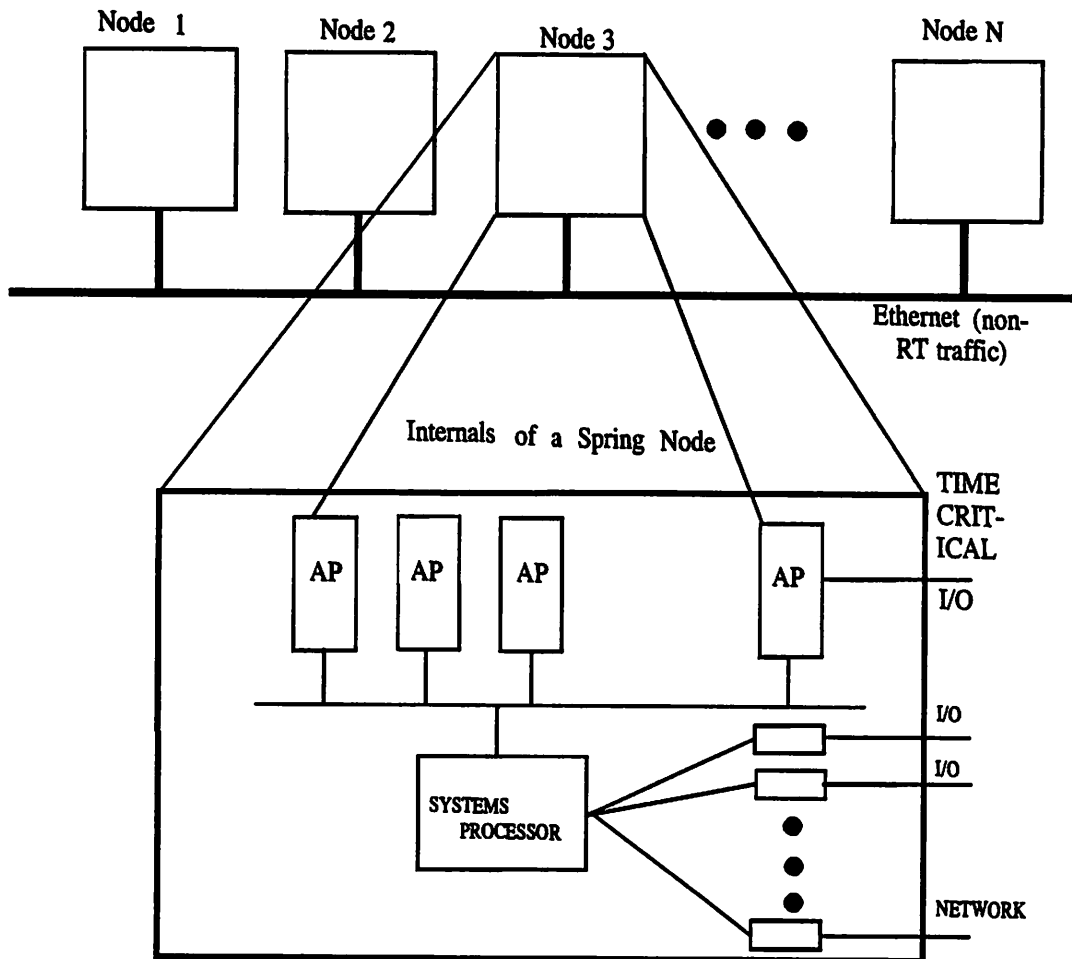 Node 1
Node 2
Node 3
Node N
Ethernet (non-
RT traffic)
Internals of a Spring Node
TIME
CRIT-
ICAL
I/O
AP
AP
AP
AP
I/O
I/O
SYSTEMS
PROCESSOR
NETWORK